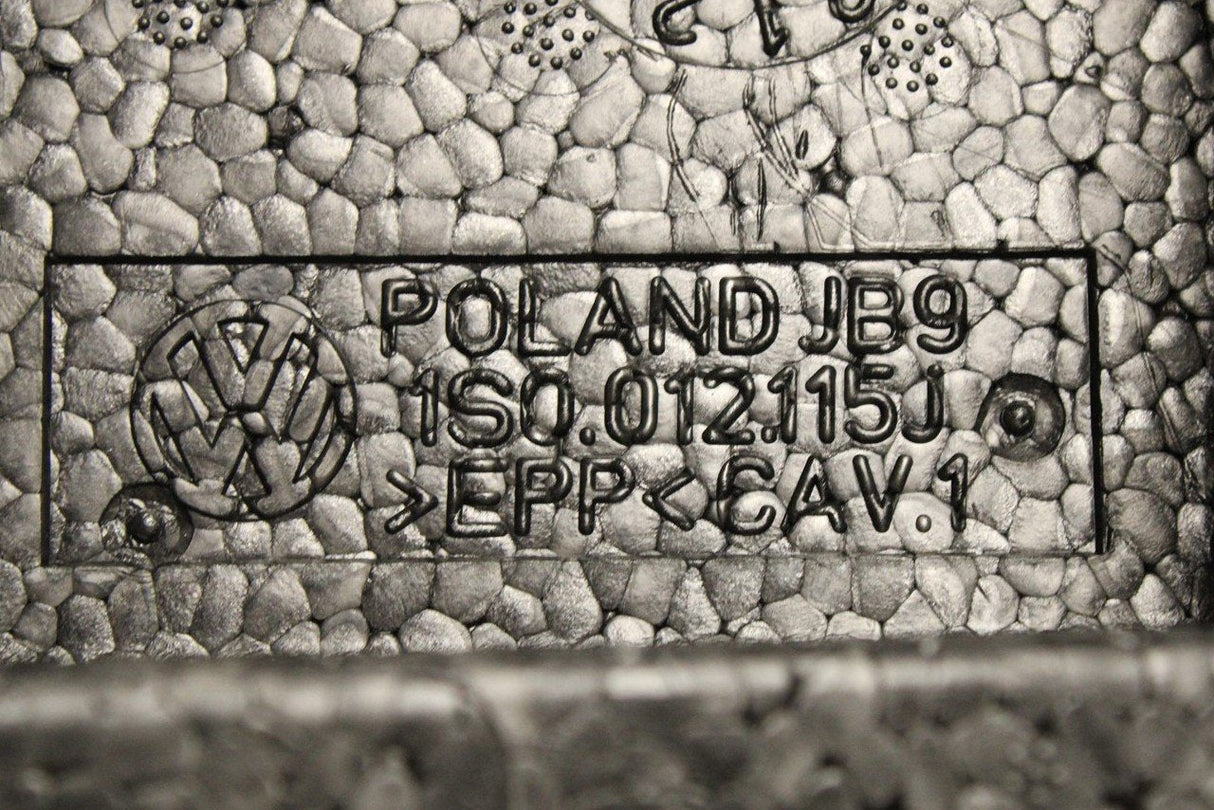 POLAND JB9
1S0.012.115J
>EPP< CAV.1